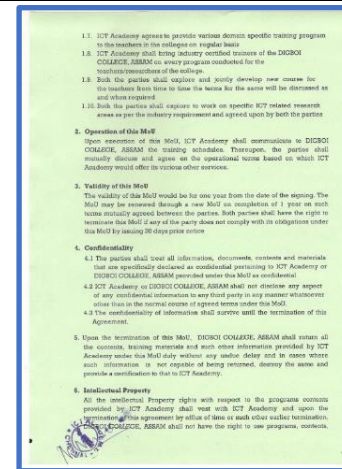 1.7. ICT Academy agrees to provide various domain specific training program
to the teachers in the colleges on regular basis
1.8. ICT Academy shall bring industry certified trainers of the DIGBOI
COLLEGE, ASSAM on every program conducted for the
teachers/researchers of the college.
1.9. Both the parties shall explore and jointly develop new course for
the teachers from time to time the terms for the same will be discussed as
and when required
1.10. Both the parties shall explore to work on specific ICT related research
areas as per the industry requirement and agreed upon by both the parties
2. Operation of this MoU
Upon execution of this MoU, ICT Academy shall communicate to DIGBOI
COLLEGE, ASSAM the training schedules. Thereupon, the parties shall
mutually discuss and agree on the operational terms based on which ICT
Academy would offer its various other services.
3. Validity of this MoU
The validity of this MoU would be for one year from the date of the signing. The
MoU may be renewed through a new MoU on completion of 1 year on such
terms mutually agreed between the parties. Both parties shall have the right to
terminate this MoU if any of the party does not comply with its obligations under
this MoU by issuing 30 days prior notice
4. Confidentiality
4.1 The parties shall treat all information, documents, contents and materials
that are specifically declared as confidential pertaining to ICT Academy or
DIGBOI COLLEGE, ASSAM provided under this MoU as confidential
4.2 ICT Academy or DIGBOI COLLEGE, ASSAM shall not disclose any aspect
of any confidential information to any third party in any manner whatsoever
other than in the normal course of agreed terms under this MoU.
4.3 The confidentiality of information shall survive until the termination of this
Agreement.
5. Upon the termination of this MoU, DIGBOI COLLEGE, ASSAM shall return all
the contents, training materials and such other information provided by ICT
Academy under this MoU duly without any undue delay and in cases where
such information is not capable of being returned, destroy the same and
provide a certification to that to ICT Academy.
6. Intellectual Property
All the intellectual Property rights with respect to the programs contents
provided by ICT Academy shall vest with ICT Academy and upon the
termination of this agreement by efflux of time or such other earlier termination,
DIGBOI COLLEGE, ASSAM shall not have the right to use programs, contents,